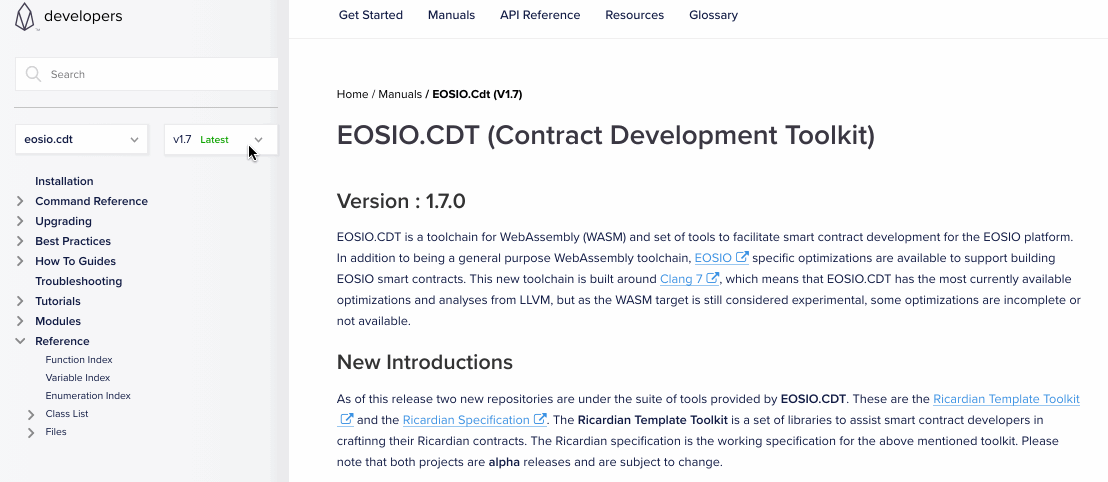 developers
Get Started Manuals API Reference Resources Glossary
Search
eosio.cdt
v1.7 Latest
Installation
Command Reference
Upgrading
Best Practices
How To Guides
Troubleshooting
Tutorials
Modules
Reference
Function Index
Variable Index
Enumeration Index
Class List
Files
Home / Manuals / EOSIO.Cdt (V1.7)
EOSIO.CDT (Contract Development Toolkit)
Version : 1.7.0
EOSIO.CDT is a toolchain for WebAssembly (WASM) and set of tools to facilitate smart contract development for the EOSIO platform.
In addition to being a general purpose WebAssembly toolchain, EOSIO specific optimizations are available to support building
EOSIO smart contracts. This new toolchain is built around Clang 7, which means that EOSIO.CDT has the most currently available
optimizations and analyses from LLVM, but as the WASM target is still considered experimental, some optimizations are incomplete or
not available.
New Introductions
As of this release two new repositories are under the suite of tools provided by EOSIO.CDT. These are the Ricardian Template Toolkit
and the Ricardian Specification. The Ricardian Template Toolkit is a set of libraries to assist smart contract developers in
craftinng their Ricardian contracts. The Ricardian specification is the working specification for the above mentioned toolkit. Please
note that both projects are alpha releases and are subject to change.